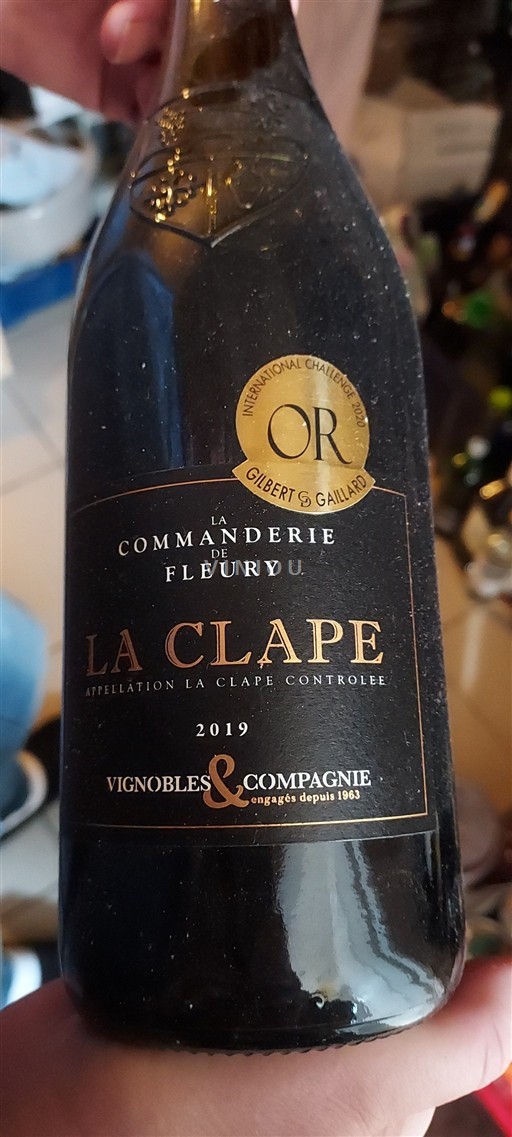 INTERNATIONAL CHALLENGE 2020
OR
GILBERT & GAILLARD
LA
COMMANDERIE
DE
FLEURY
VINIOU
LA CLAPE
APPELLATION LA CLAPE CONTROLEE
2019
VIGNOBLES & COMPAGNIE
engagés depuis 1963